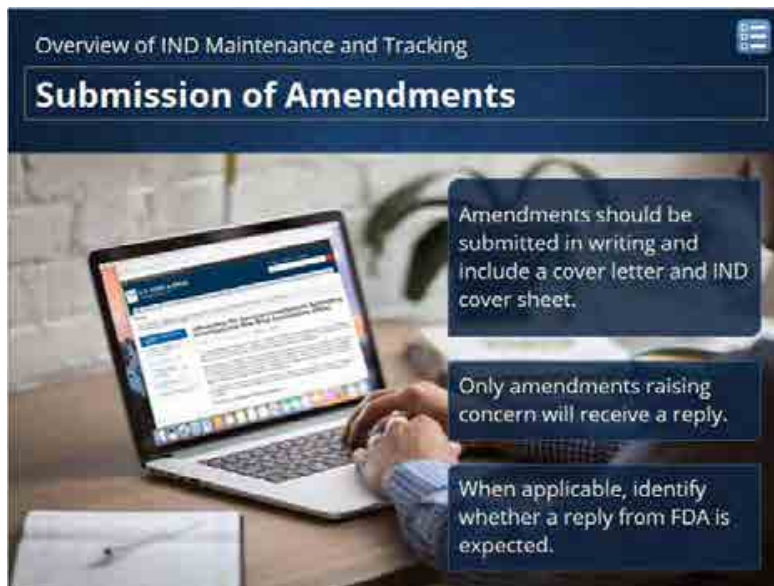 Overview of IND Maintenance and Tracking
Submission of Amendments
Amendments should be
submitted in writing and
include a cover letter and IND
cover sheet.
Only amendments raising
concern will receive a reply.
When applicable, identify
whether a reply from FDA is
expected.